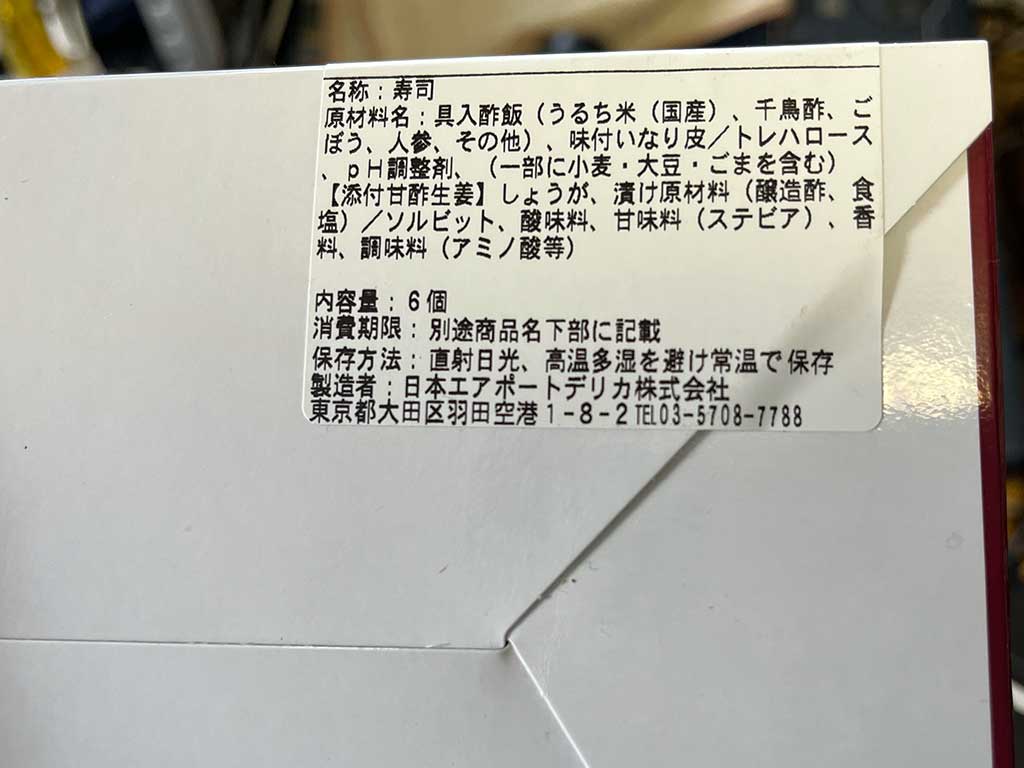 名称：寿司
原材料名：具入酢飯（うるち米（国産）、千鳥酢、ご
ぼう、人参、その他）、味付いなり皮／トレハロース
、ｐＨ調整剤、（一部に小麦・大豆・ごまを含む）
【添付甘酢生姜】しょうが、漬け原材料（醸造酢、食
塩）／ソルビット、酸味料、甘味料（ステビア）、香
料、調味料（アミノ酸等）
内容量：６個
消費期限：別途商品名下部に記載
保存方法：直射日光、高温多湿を避け常温で保存
製造者：日本エアポートデリカ株式会社
東京都大田区羽田空港１－８－２TEL03-5708-7788